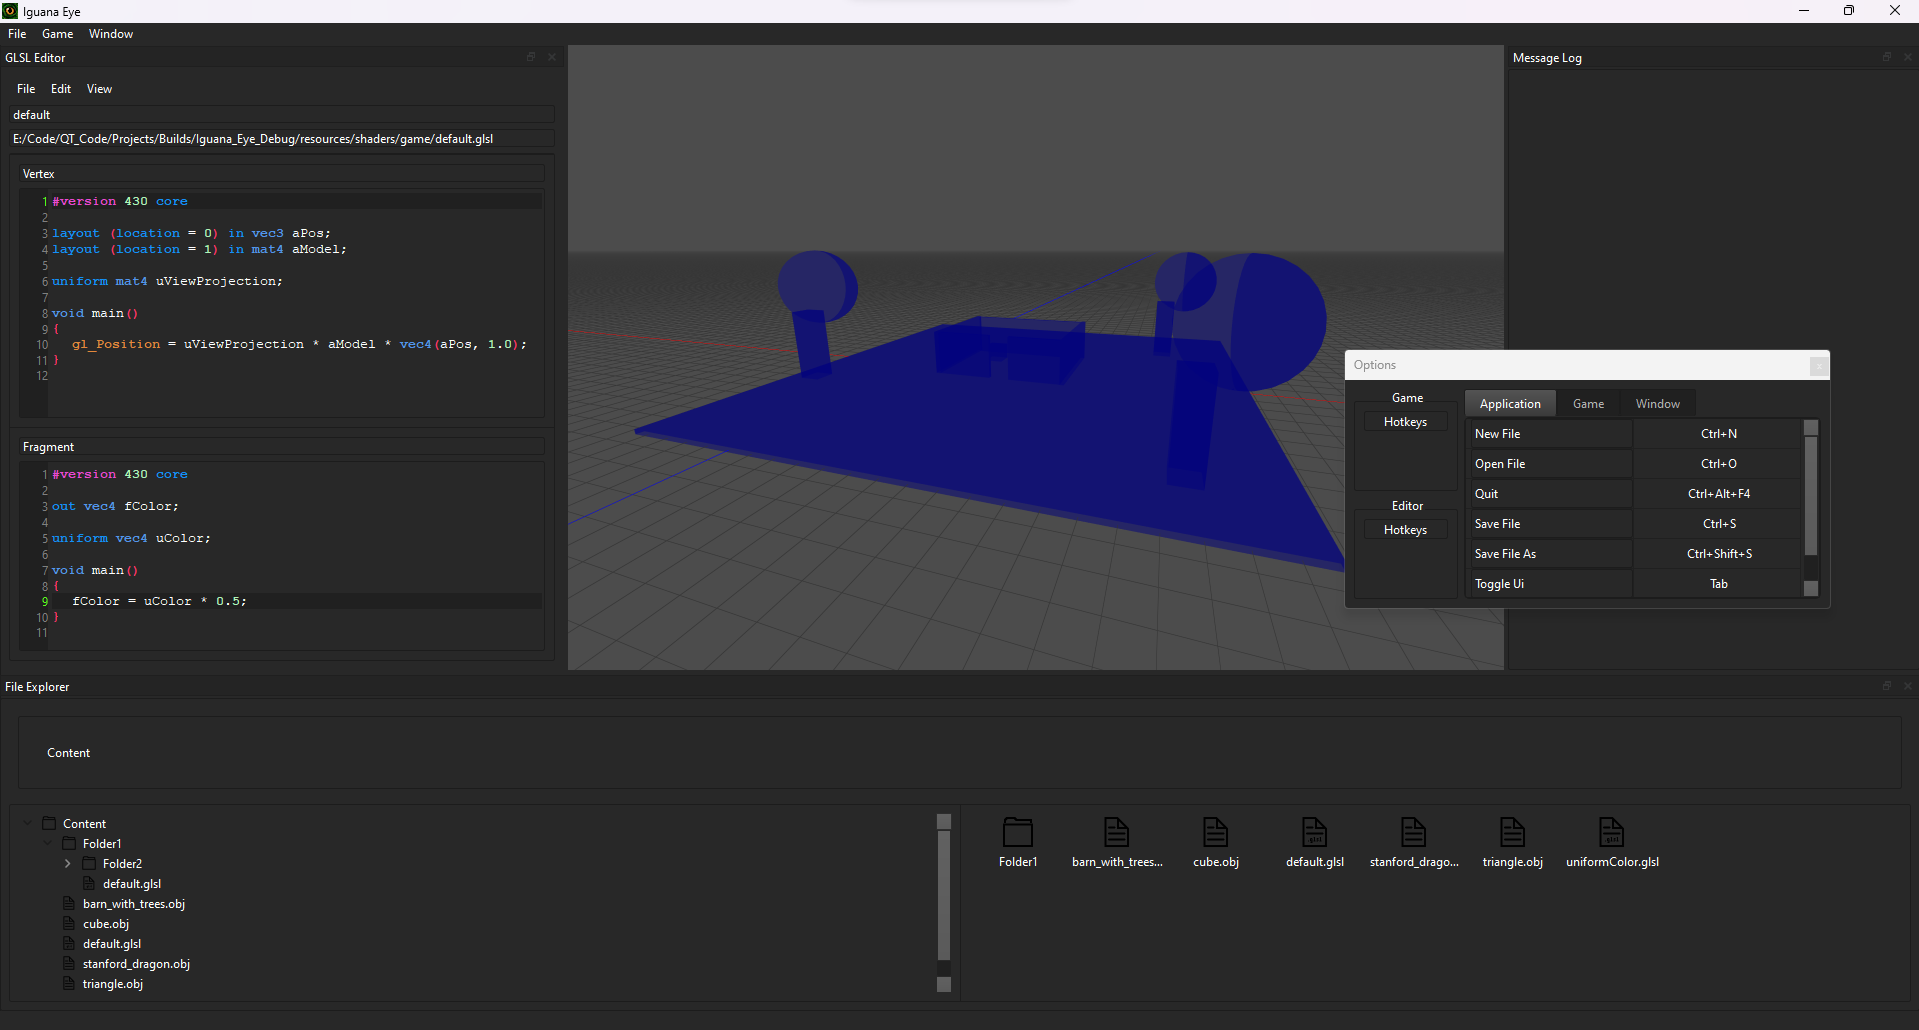 Iguana Eye
File Game Window
GLSL Editor
File Edit View
default
E:/Code/QT_Code/Projects/Builds/Iguana_Eye_Debug/resources/shaders/game/default.glsl
Vertex
1 #version 430 core
2
3 layout (location = 0) in vec3 aPos;
4 layout (location = 1) in mat4 aModel;
5
6 uniform mat4 uViewProjection;
7
8 void main()
9 {
10 gl_Position = uViewProjection * aModel * vec4(aPos, 1.0);
11 }
12
Fragment
1 #version 430 core
2
3 out vec4 fColor;
4
5 uniform vec4 uColor;
6
7 void main()
8 {
9 fColor = uColor * 0.5;
10 }
11
Message Log
Options
Game
Hotkeys
Editor
Hotkeys
Application Game Window
New File Ctrl+N
Open File Ctrl+O
Quit Ctrl+Alt+F4
Save File Ctrl+S
Save File As Ctrl+Shift+S
Toggle Ui Tab
File Explorer
Content
Content
Folder1
Folder2
default.glsl
barn_with_trees.obj
cube.obj
default.glsl
stanford_dragon.obj
triangle.obj
Folder1 barn_with_trees... cube.obj default.glsl stanford_drago... triangle.obj uniformColor.glsl